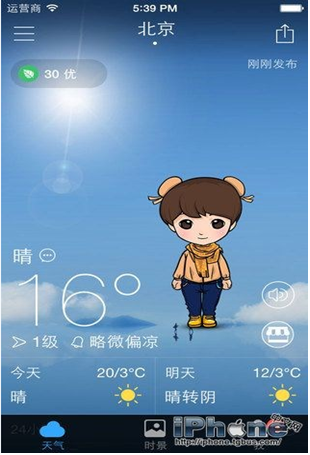 运营商
5:39 PM
北京
30 优
刚刚发布
晴
16°
1级
略微偏凉
今天
20/3°C
明天
12/3°C
晴
晴转阴
24小
天气
时景
我
iPhone
http://iphone.tgbus.com